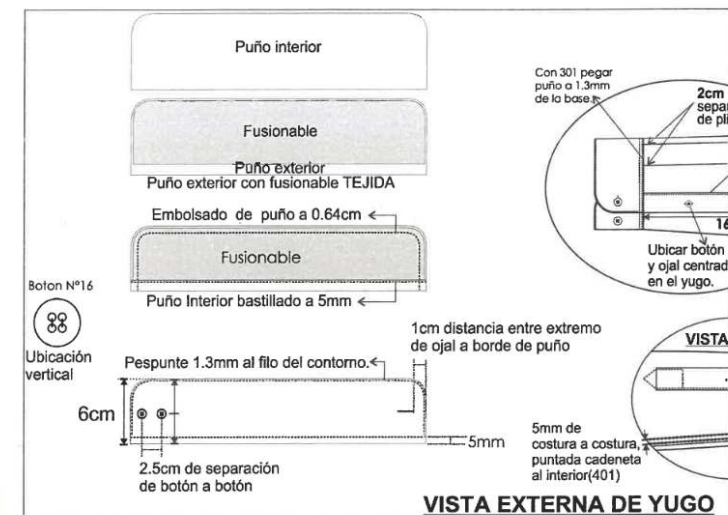 Puño interior
Fusionable
Puño exterior
Puño exterior con fusionable TEJIDA
Embolsado de puño a 0.64cm
Fusionable
Puño Interior bastillado a 5mm
Boton N°16
Ubicación
vertical
Pespunte 1.3mm al filo del contorno.
1cm distancia entre extremo
de ojal a borde de puño
6cm
5mm
2.5cm de separación
de botón a botón
Con 301 pegar
puño a 1.3mm
de la base.
2cm
sepa
de pli
16
Ubicar botón
y ojal centrad
en el yugo.
VISTA
5mm de
costura a costura,
puntada cadeneta
al interior(401)
VISTA EXTERNA DE YUGO